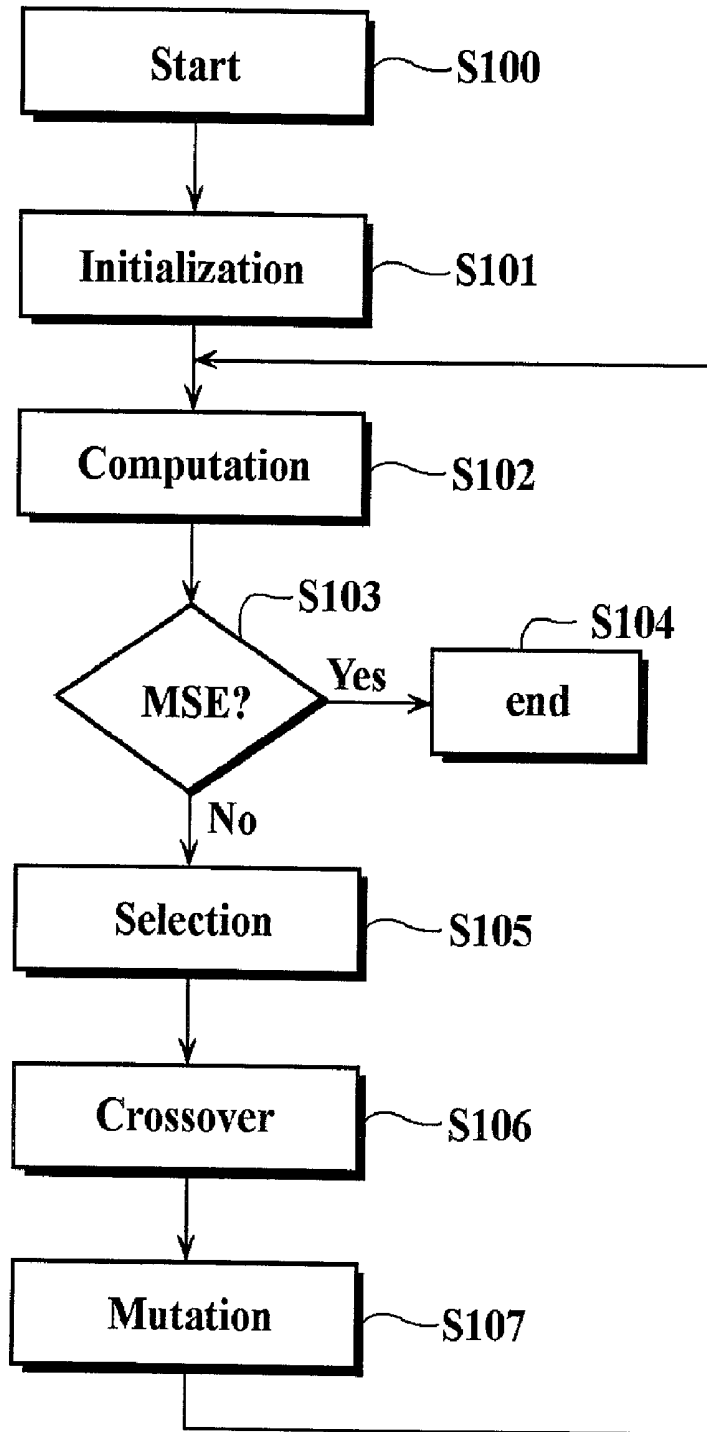 Start
S100
Initialization
S101
Computation
S102
S103
MSE?
Yes
S104
end
No
Selection
S105
Crossover
S106
Mutation
S107